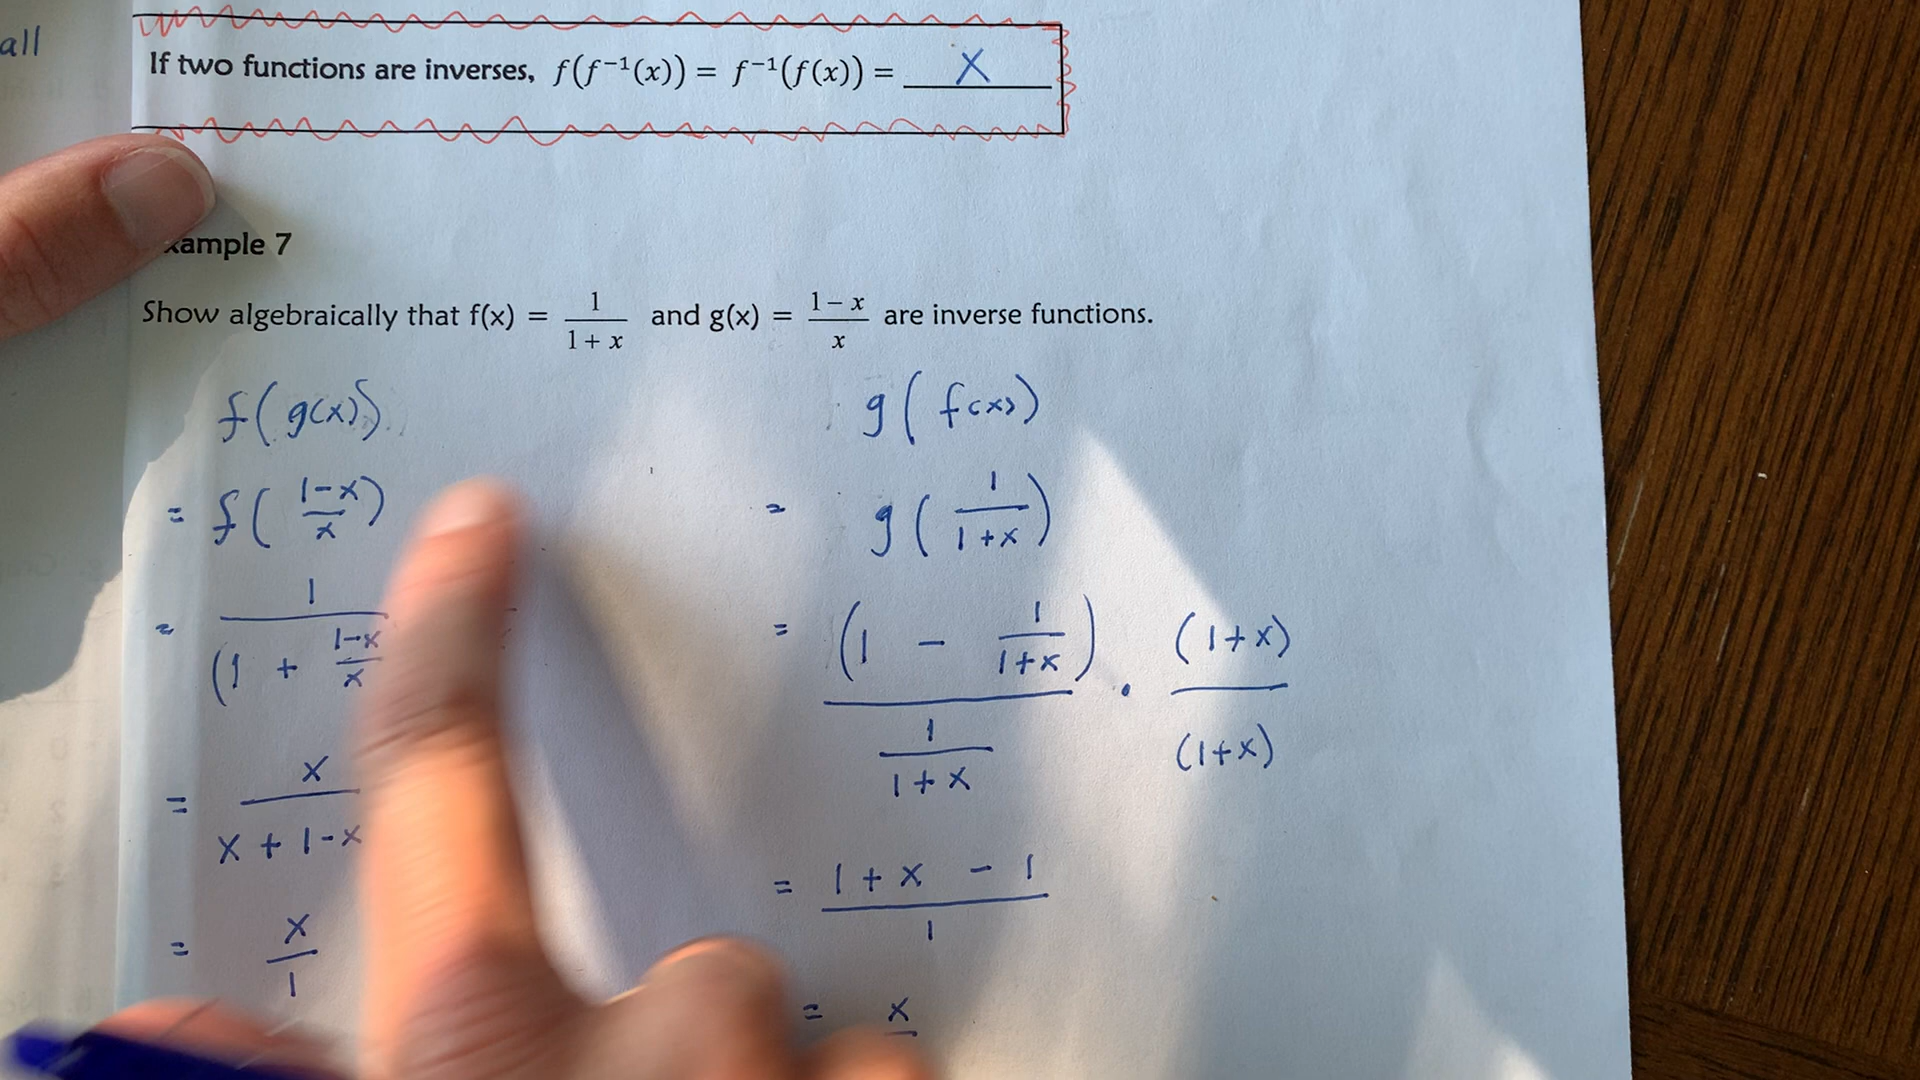 all
If two functions are inverses, f(f⁻¹(x)) = f⁻¹(f(x)) = X
xample 7
Show algebraically that f(x) = 1/(1 + x) and g(x) = (1 − x)/x are inverse functions.
f(g(x))
= f((1-x)/x)
= 1/(1 + (1-x)/x
= x/(x + 1-x
= x/1
g(f(x))
= g(1/(1+x))
= (1 - 1/(1+x))/(1/(1+x)) · (1+x)/(1+x)
= (1+x - 1)/1
= x